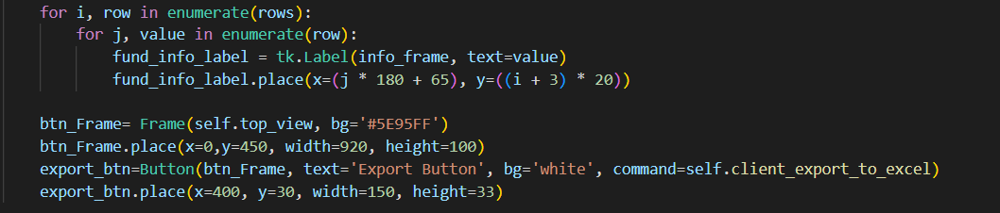 for i, row in enumerate(rows):
for j, value in enumerate(row):
fund_info_label = tk.Label(info_frame, text=value)
fund_info_label.place(x=(j * 180 + 65), y=((i + 3) * 20))
btn_Frame= Frame(self.top_view, bg='#5E95FF')
btn_Frame.place(x=0,y=450, width=920, height=100)
export_btn=Button(btn_Frame, text='Export Button', bg='white', command=self.client_export_to_excel)
export_btn.place(x=400, y=30, width=150, height=33)